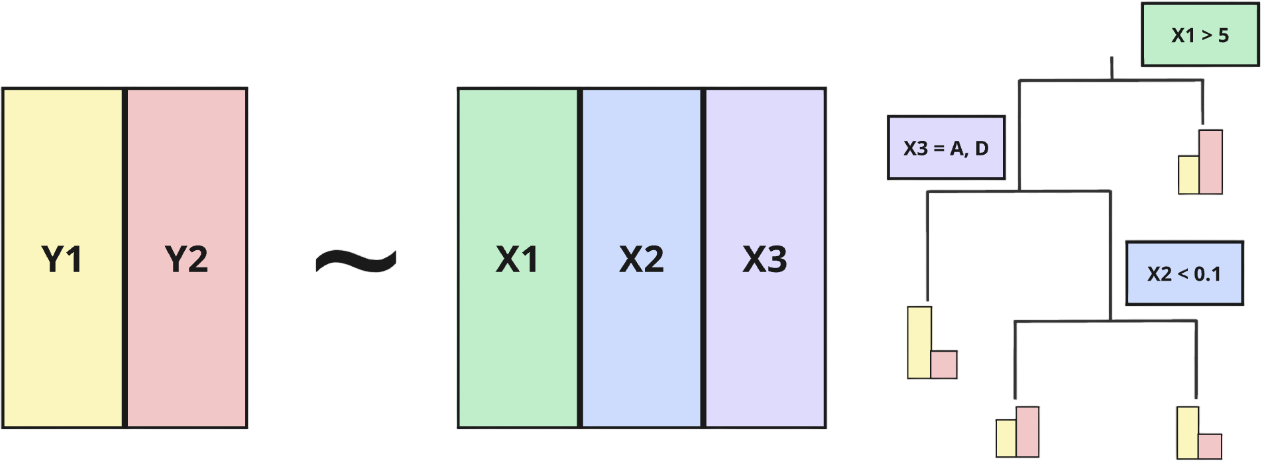 Y1
Y2
~
X1
X2
X3
X1 > 5
X3 = A, D
X2 < 0.1